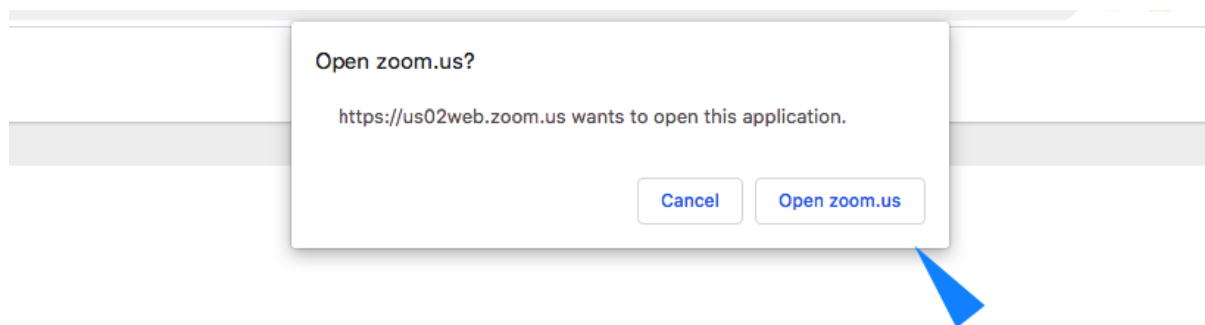 Open zoom.us?
https://us02web.zoom.us wants to open this application.
Cancel Open zoom.us